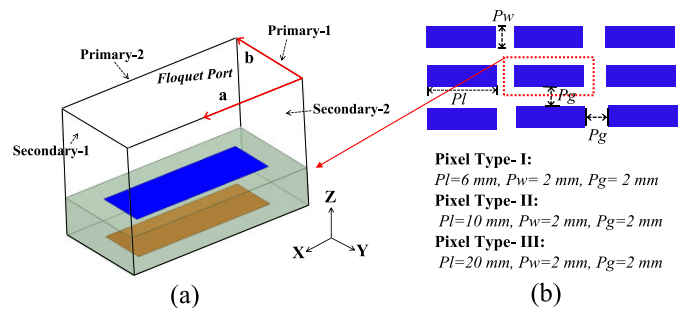 Primary-2
Primary-1
b
Floquet Port
a
Secondary-2
Secondary-1
Z
X
Y
(a)
Pw
Pl
Pg
Pg
Pixel Type- I:
Pl=6 mm, Pw= 2 mm, Pg= 2 mm
Pixel Type- II:
Pl=10 mm, Pw=2 mm, Pg=2 mm
Pixel Type- III:
Pl=20 mm, Pw=2 mm, Pg=2 mm
(b)